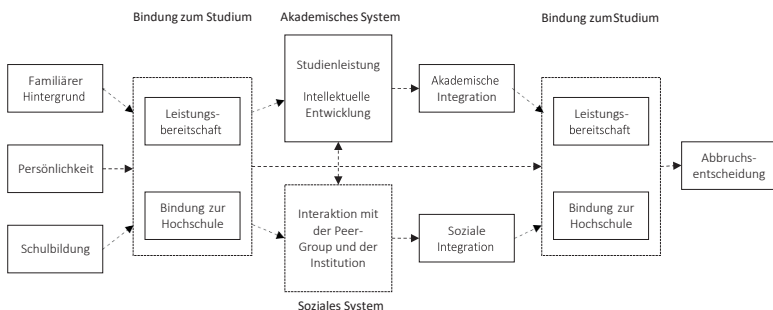 Bindung zum Studium
Akademisches System
Bindung zum Studium
Familiärer
Hintergrund
Persönlichkeit
Schulbildung
Leistungs-
bereitschaft
Bindung zur
Hochschule
Studienleistung
Intellektuelle
Entwicklung
Interaktion mit
der Peer-
Group und der
Institution
Soziales System
Akademische
Integration
Soziale
Integration
Leistungs-
bereitschaft
Bindung zur
Hochschule
Abbruchs-
entscheidung